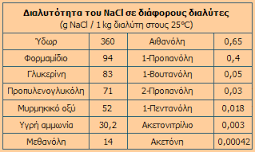 Διαλυτότητα του NaCl σε διάφορους διαλύτες
(g NaCl / 1 kg διαλύτη στους 25°C)
Ύδωρ 360 Αιθανόλη 0,65
Φορμαμίδιο 94 1-Προπανόλη 0,4
Γλυκερίνη 83 1-Βουτανόλη 0,05
Προπυλενογλυκόλη 71 2-Προπανόλη 0,03
Μυρμηκικό οξύ 52 1-Πεντανόλη 0,018
Υγρή αμμωνία 30,2 Ακετονιτρίλιο 0,003
Μεθανόλη 14 Ακετόνη 0,00042